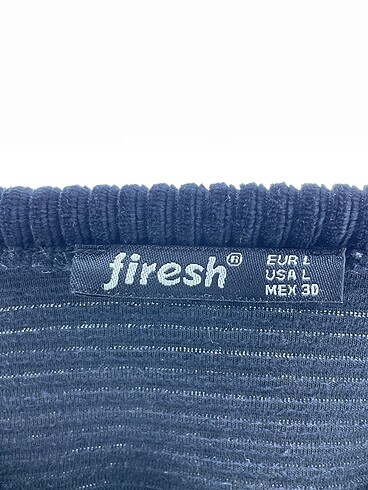 firesh®
EUR L
USA L
MEX 30